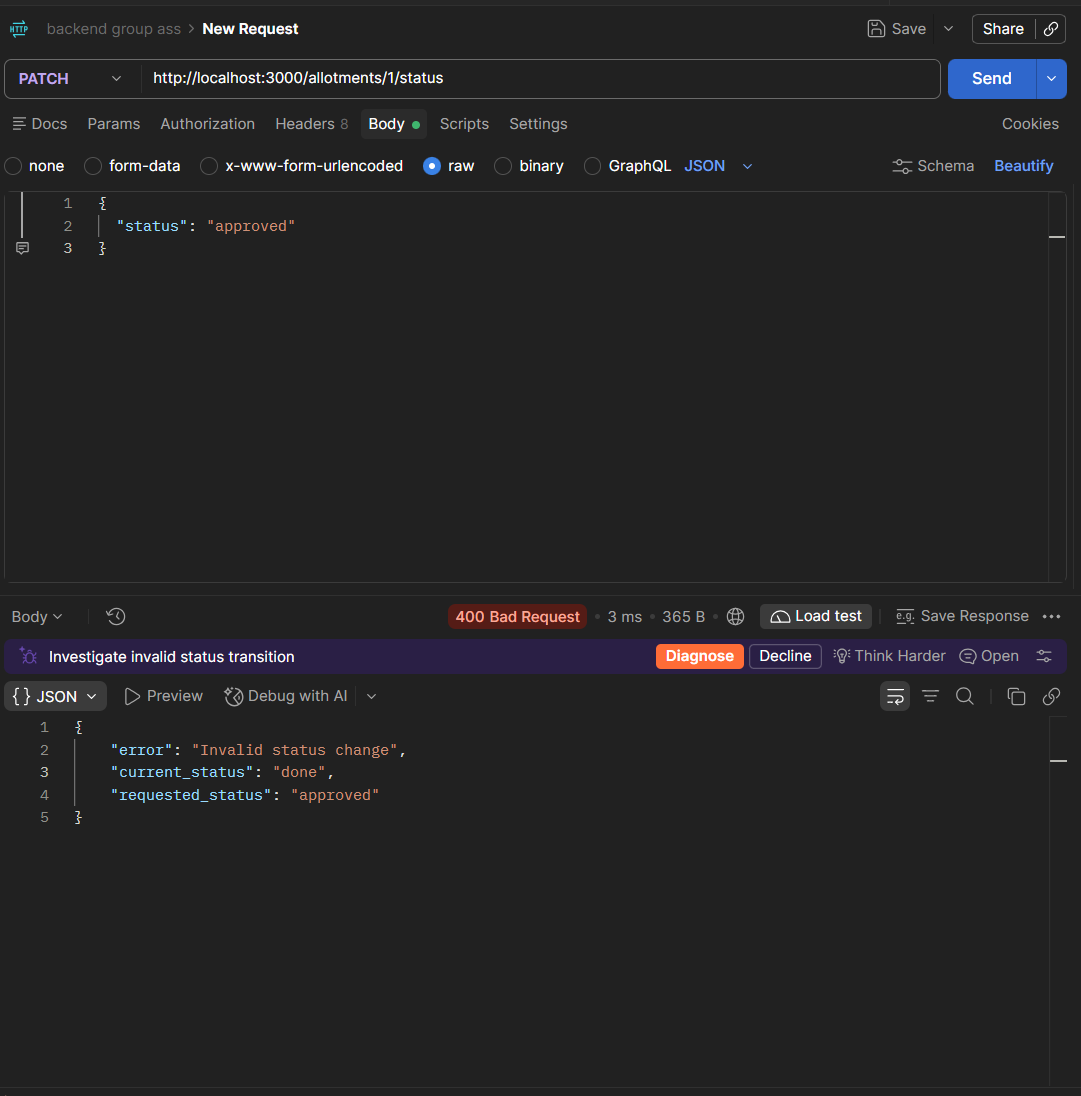 HTTP backend group ass > New Request Save Share
PATCH http://localhost:3000/allotments/1/status Send
Docs Params Authorization Headers 8 Body Scripts Settings Cookies
none form-data x-www-form-urlencoded raw binary GraphQL JSON Schema Beautify
1 {
2 "status": "approved"
3 }
Body 400 Bad Request • 3 ms • 365 B • Load test e.g. Save Response •••
Investigate invalid status transition Diagnose Decline Think Harder Open
{} JSON Preview Debug with AI
1 {
2 "error": "Invalid status change",
3 "current_status": "done",
4 "requested_status": "approved"
5 }